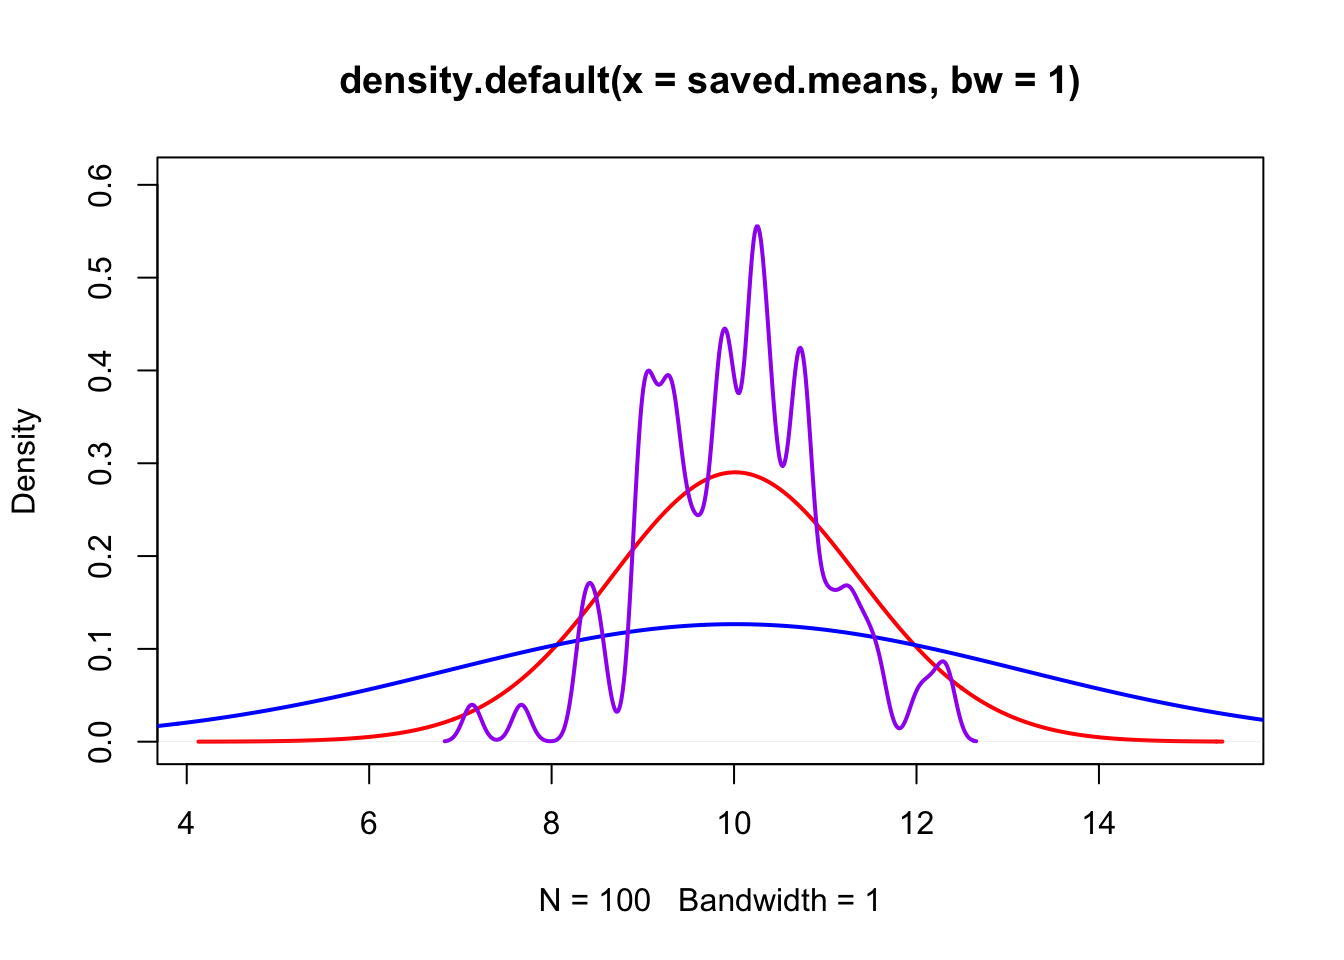 density.default(x = saved.means, bw = 1)
0.6
0.5
0.4
0.3
0.2
0.1
0.0
Density
4 6 8 10 12 14
N = 100 Bandwidth = 1